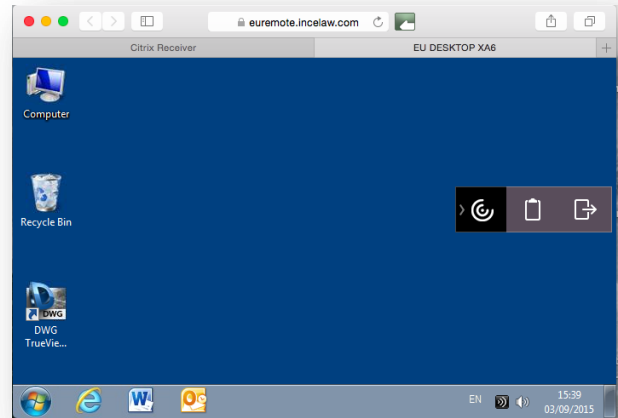 euremote.incelaw.com
Citrix Receiver
EU DESKTOP XA6
Computer
Recycle Bin
DWG
DWG
TrueVie...
EN
15:39
03/09/2015